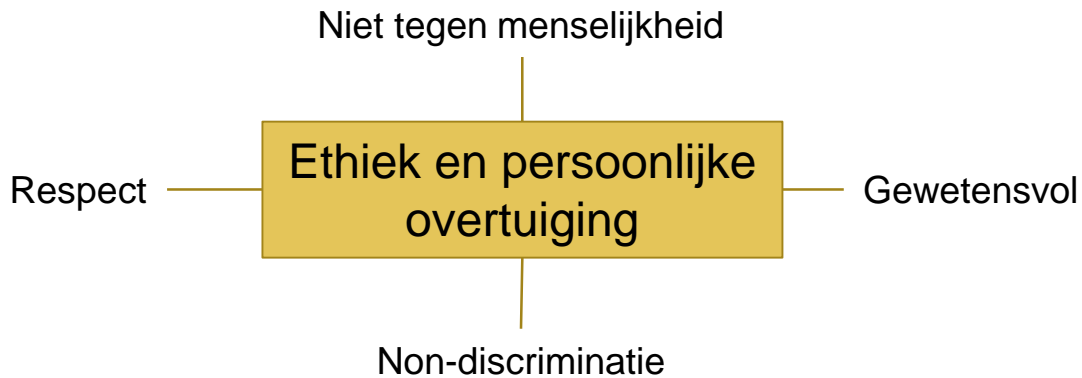 Niet tegen menselijkheid
Ethiek en persoonlijke
overtuiging
Respect
Gewetensvol
Non-discriminatie